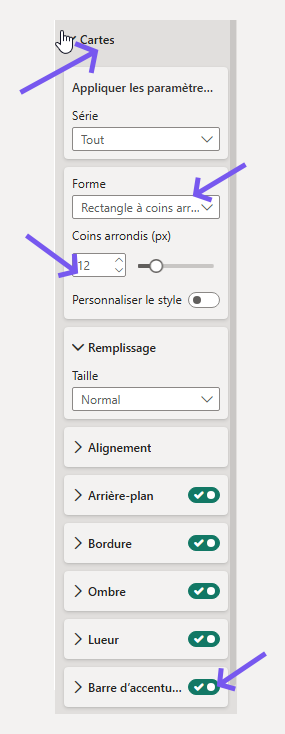 Cartes
Appliquer les paramètre...
Série
Tout
Forme
Rectangle à coins arr...
Coins arrondis (px)
12
Personnaliser le style
Remplissage
Taille
Normal
Alignement
Arrière-plan
Bordure
Ombre
Lueur
Barre d'accentu...